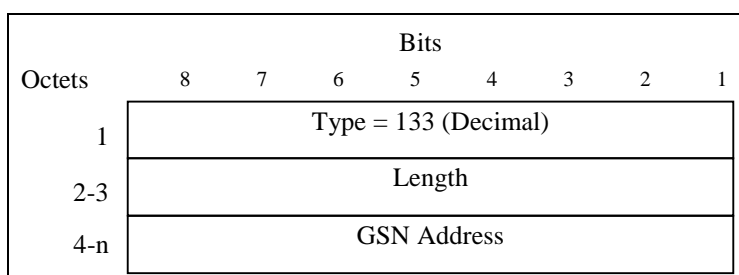 Bits
Octets 8 7 6 5 4 3 2 1
1 Type = 133 (Decimal)
2-3 Length
4-n GSN Address